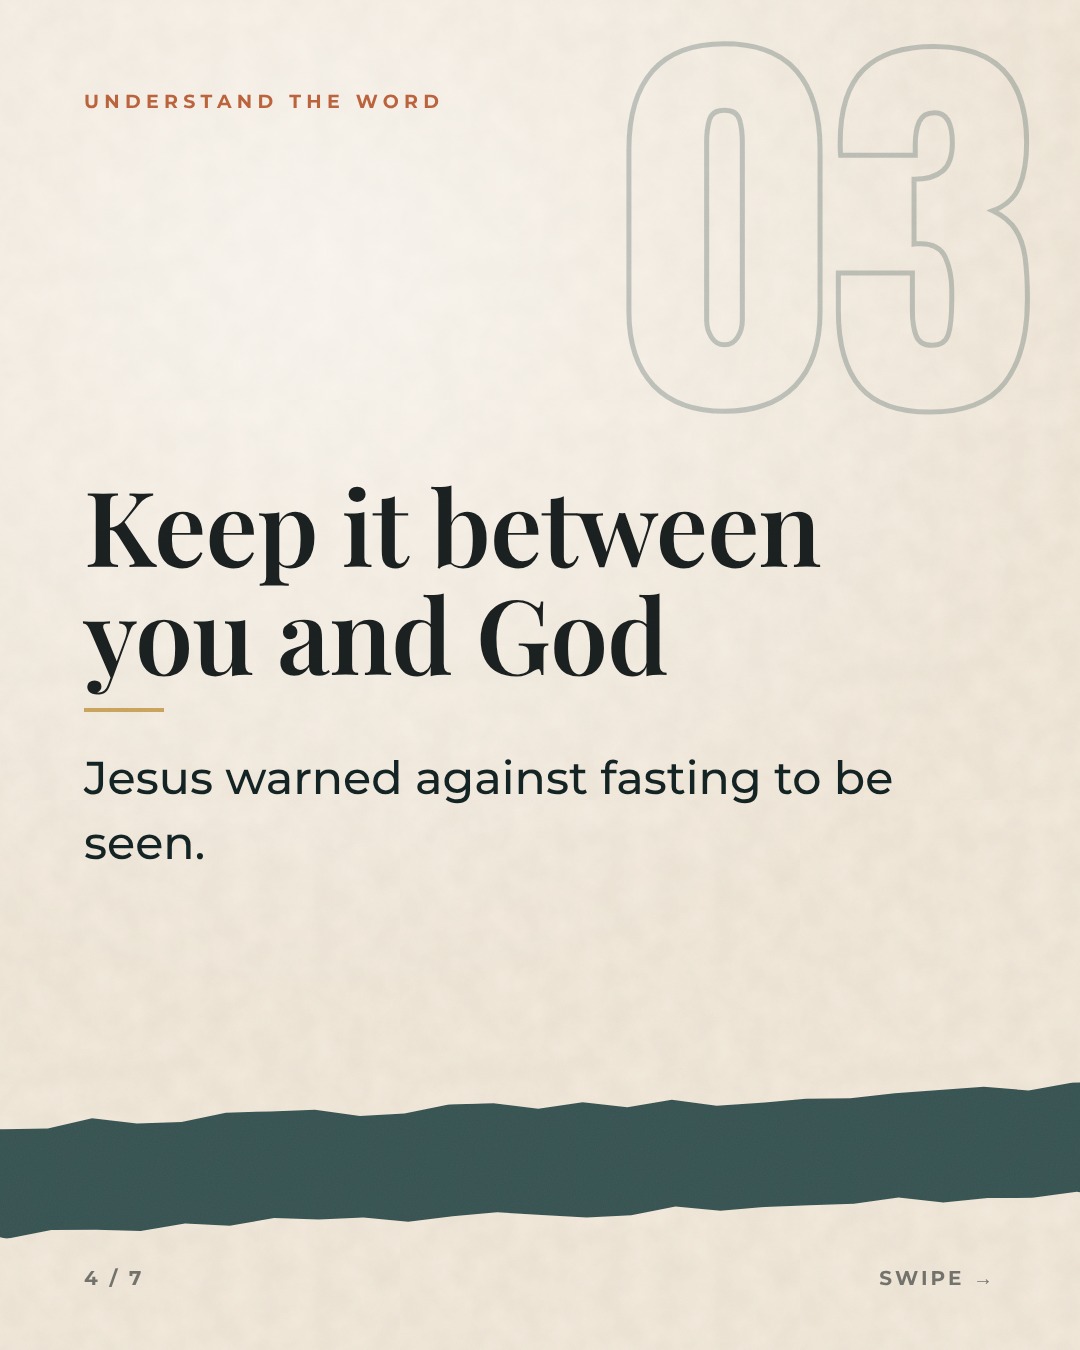 UNDERSTAND THE WORD
03
Keep it between
you and God
Jesus warned against fasting to be
seen.
4 / 7
SWIPE →